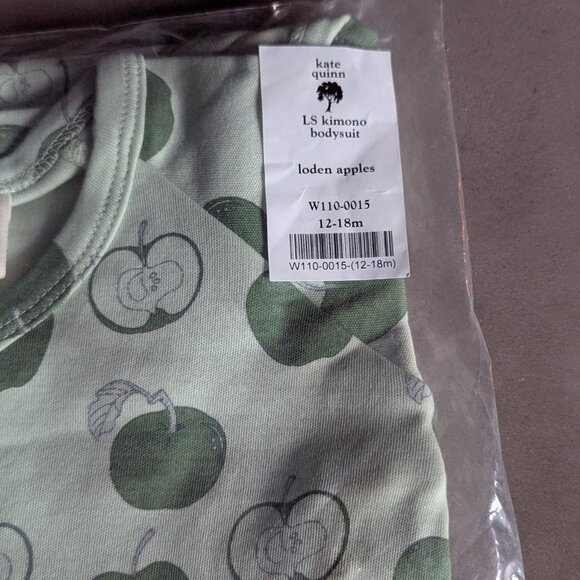 kate
quinn
LS kimono
bodysuit
loden apples
W110-0015
12-18m
W110-0015-(12-18m)